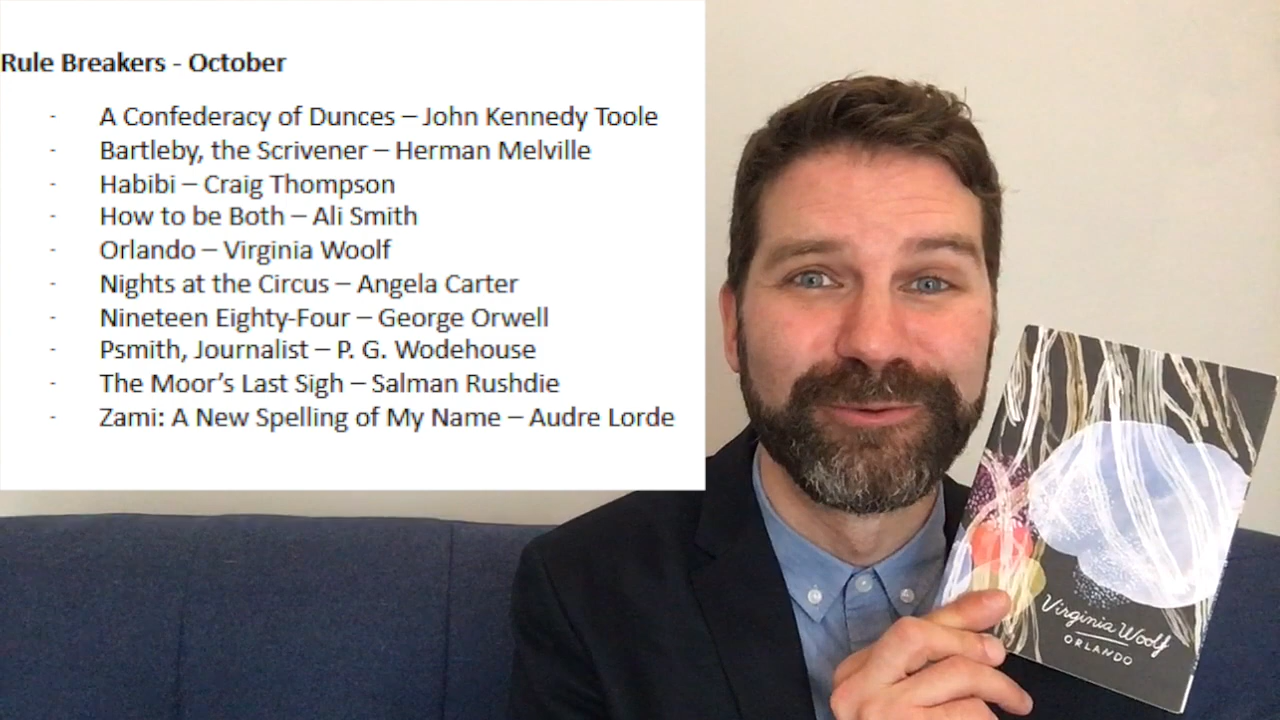 Rule Breakers - October
- A Confederacy of Dunces – John Kennedy Toole
- Bartleby, the Scrivener – Herman Melville
- Habibi – Craig Thompson
- How to be Both – Ali Smith
- Orlando – Virginia Woolf
- Nights at the Circus – Angela Carter
- Nineteen Eighty-Four – George Orwell
- Psmith, Journalist – P. G. Wodehouse
- The Moor’s Last Sigh – Salman Rushdie
- Zami: A New Spelling of My Name – Audre Lorde
Virginia Woolf
ORLANDO